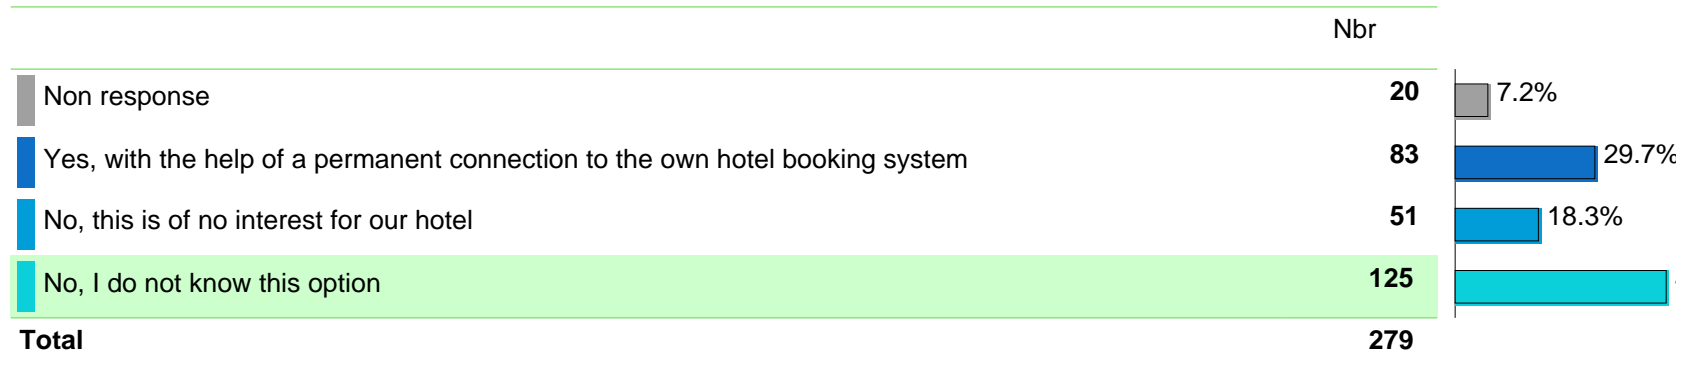 Nbr
Non response 20 7.2%
Yes, with the help of a permanent connection to the own hotel booking system 83 29.7%
No, this is of no interest for our hotel 51 18.3%
No, I do not know this option 125
Total 279